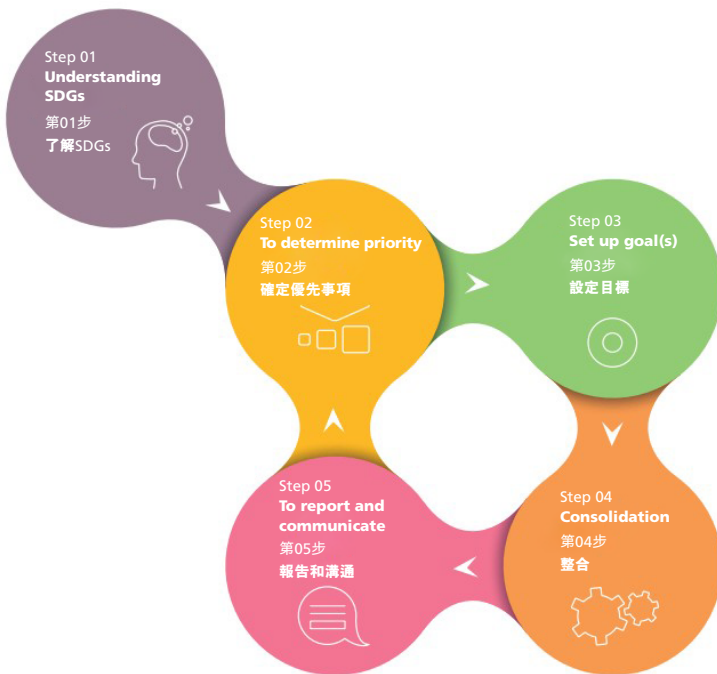 Step 01
Understanding
SDGs
第01步
了解SDGs
Step 02
To determine priority
第02步
確定優先事項
Step 03
Set up goal(s)
第03步
設定目標
Step 04
Consolidation
第04步
整合
Step 05
To report and
communicate
第05步
報告和溝通